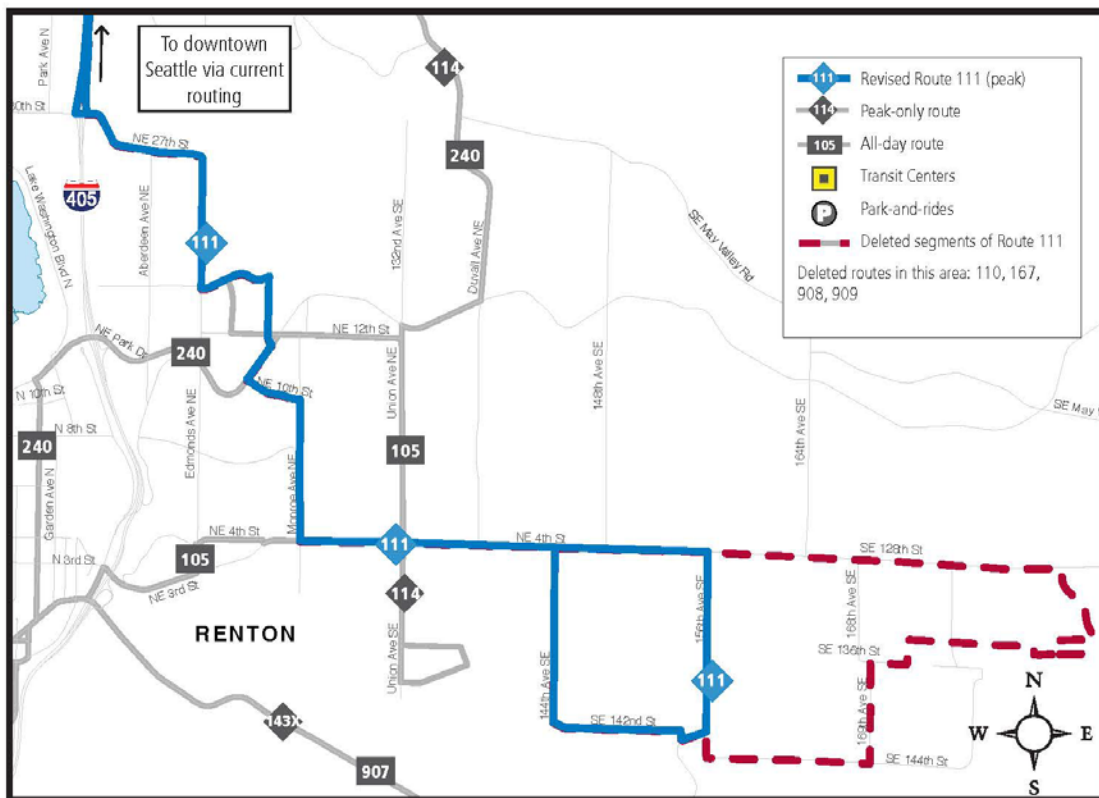 To downtown
Seattle via current
routing
Park Ave N
NE 27th St
Lake Washington Blvd N
405
Aberdeen Ave NE
111
114
240
132nd Ave SE
Duvall Ave NE
SE May Valley Rd
111
Revised Route 111 (peak)
114
Peak-only route
105
All-day route
Transit Centers
P
Park-and-rides
Deleted segments of Route 111
Deleted routes in this area: 110, 167,
908, 909
NE Park Dr
240
NE 12th St
N 10th St
NE 10th St
Union Ave NE
148th Ave SE
164th Ave SE
SE May
N 8th St
240
Edmonds Ave NE
105
Garden Ave N
Monroe Ave NE
NE 4th St
111
NE 4th St
SE 128th St
N 3rd St
105
NE 3rd St
114
RENTON
Union Ave SE
144th Ave SE
156th Ave SE
168th Ave SE
SE 136th St
111
143X
SE 142nd St
169th Ave SE
907
SE 144th St
N
W
E
S